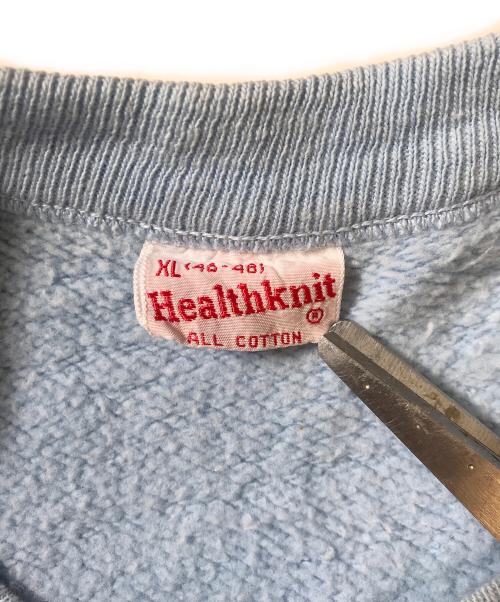 XL (46-48)
Healthknit
®
ALL COTTON